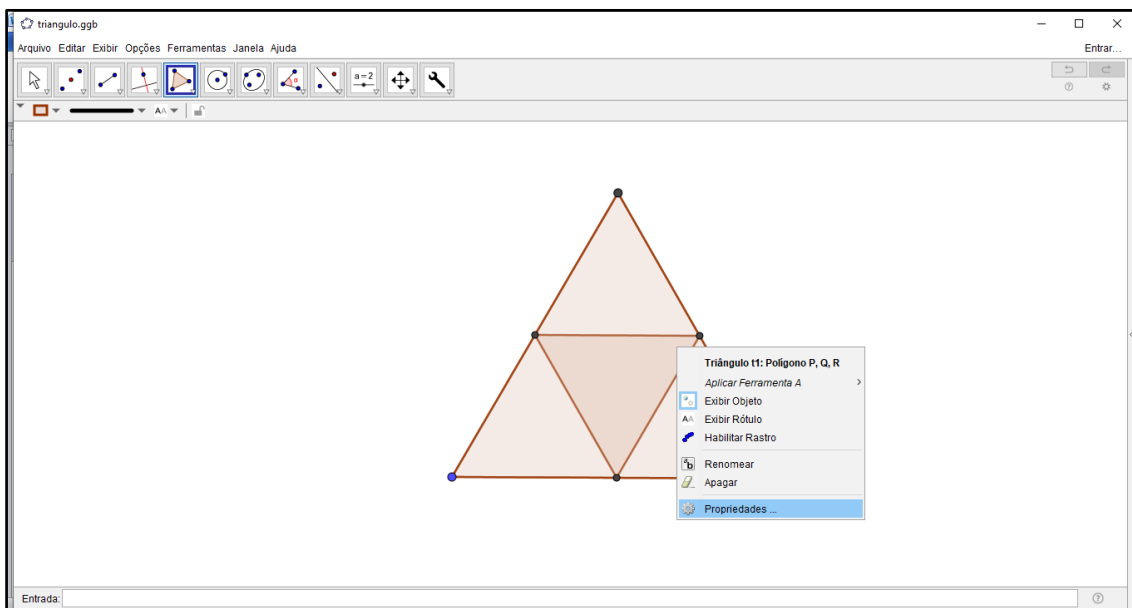 triangulo.ggb
Arquivo Editar Exibir Opções Ferramentas Janela Ajuda
Entrar...
a=2
AA
Triângulo t1: Polígono P, Q, R
Aplicar Ferramenta A
Exibir Objeto
AA Exibir Rótulo
Habilitar Rastro
Renomear
Apagar
Propriedades ...
Entrada: